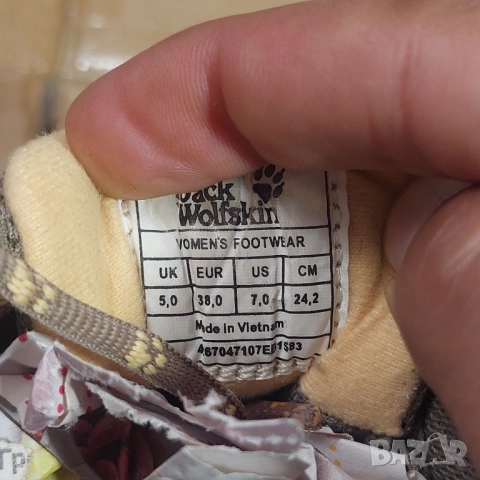 Jack
Wolfskin
WOMEN'S FOOTWEAR
UK EUR US CM
5,0 38,0 7,0 24,2
Made in Vietnam
BAZAR